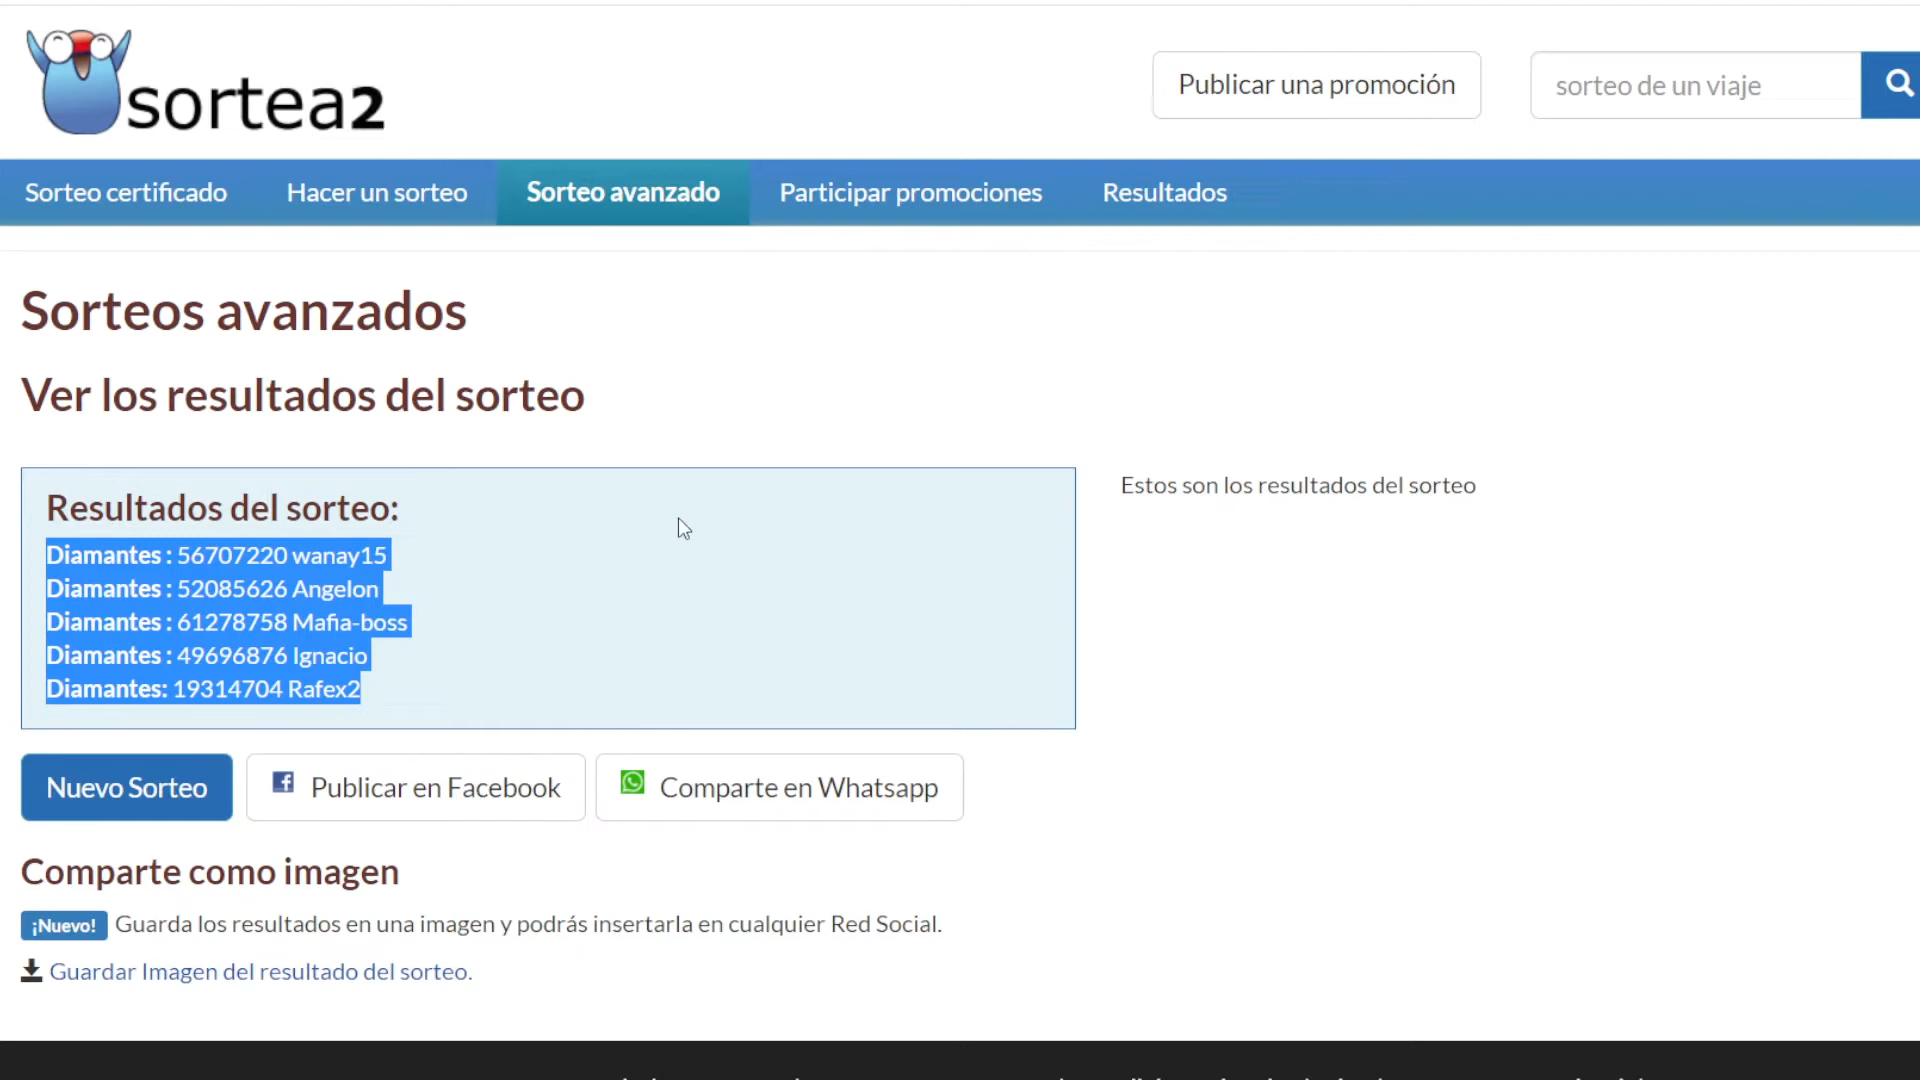 sortea2
Publicar una promoción
sorteo de un viaje
Sorteo certificado
Hacer un sorteo
Sorteo avanzado
Participar promociones
Resultados
Sorteos avanzados
Ver los resultados del sorteo
Resultados del sorteo:
Diamantes : 56707220 wanay15
Diamantes : 52085626 Angelon
Diamantes : 61278758 Mafia-boss
Diamantes : 49696876 Ignacio
Diamantes: 19314704 Rafex2
Estos son los resultados del sorteo
Nuevo Sorteo
Publicar en Facebook
Comparte en Whatsapp
Comparte como imagen
¡Nuevo! Guarda los resultados en una imagen y podrás insertarla en cualquier Red Social.
Guardar Imagen del resultado del sorteo.